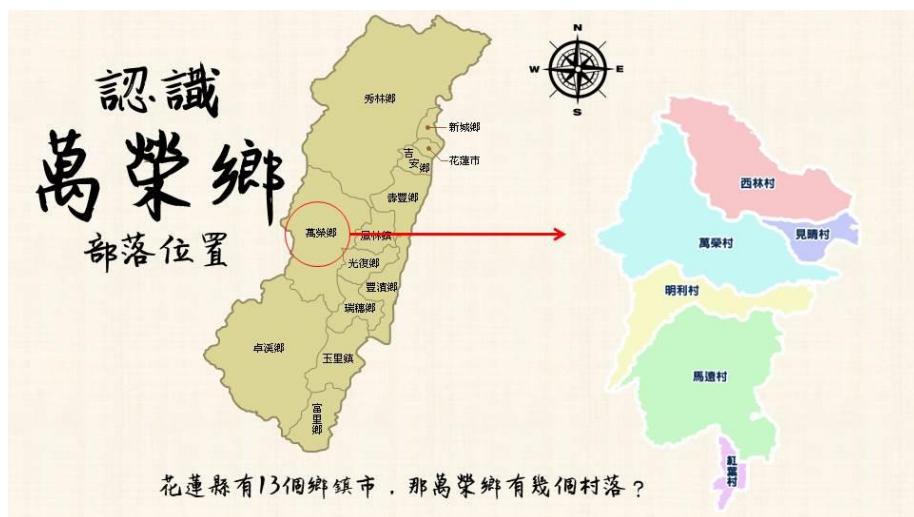 認識
萬榮鄉
部落位置
N
W
E
S
秀林鄉
新城鄉
花蓮市
吉安鄉
壽豐鄉
萬榮鄉
鳳林鎮
光復鄉
豐濱鄉
瑞穗鄉
卓溪鄉
玉里鎮
富里鄉
西林村
見晴村
萬榮村
明利村
馬遠村
紅葉村
花蓮縣有13個鄉鎮市，那萬榮鄉有幾個村落？